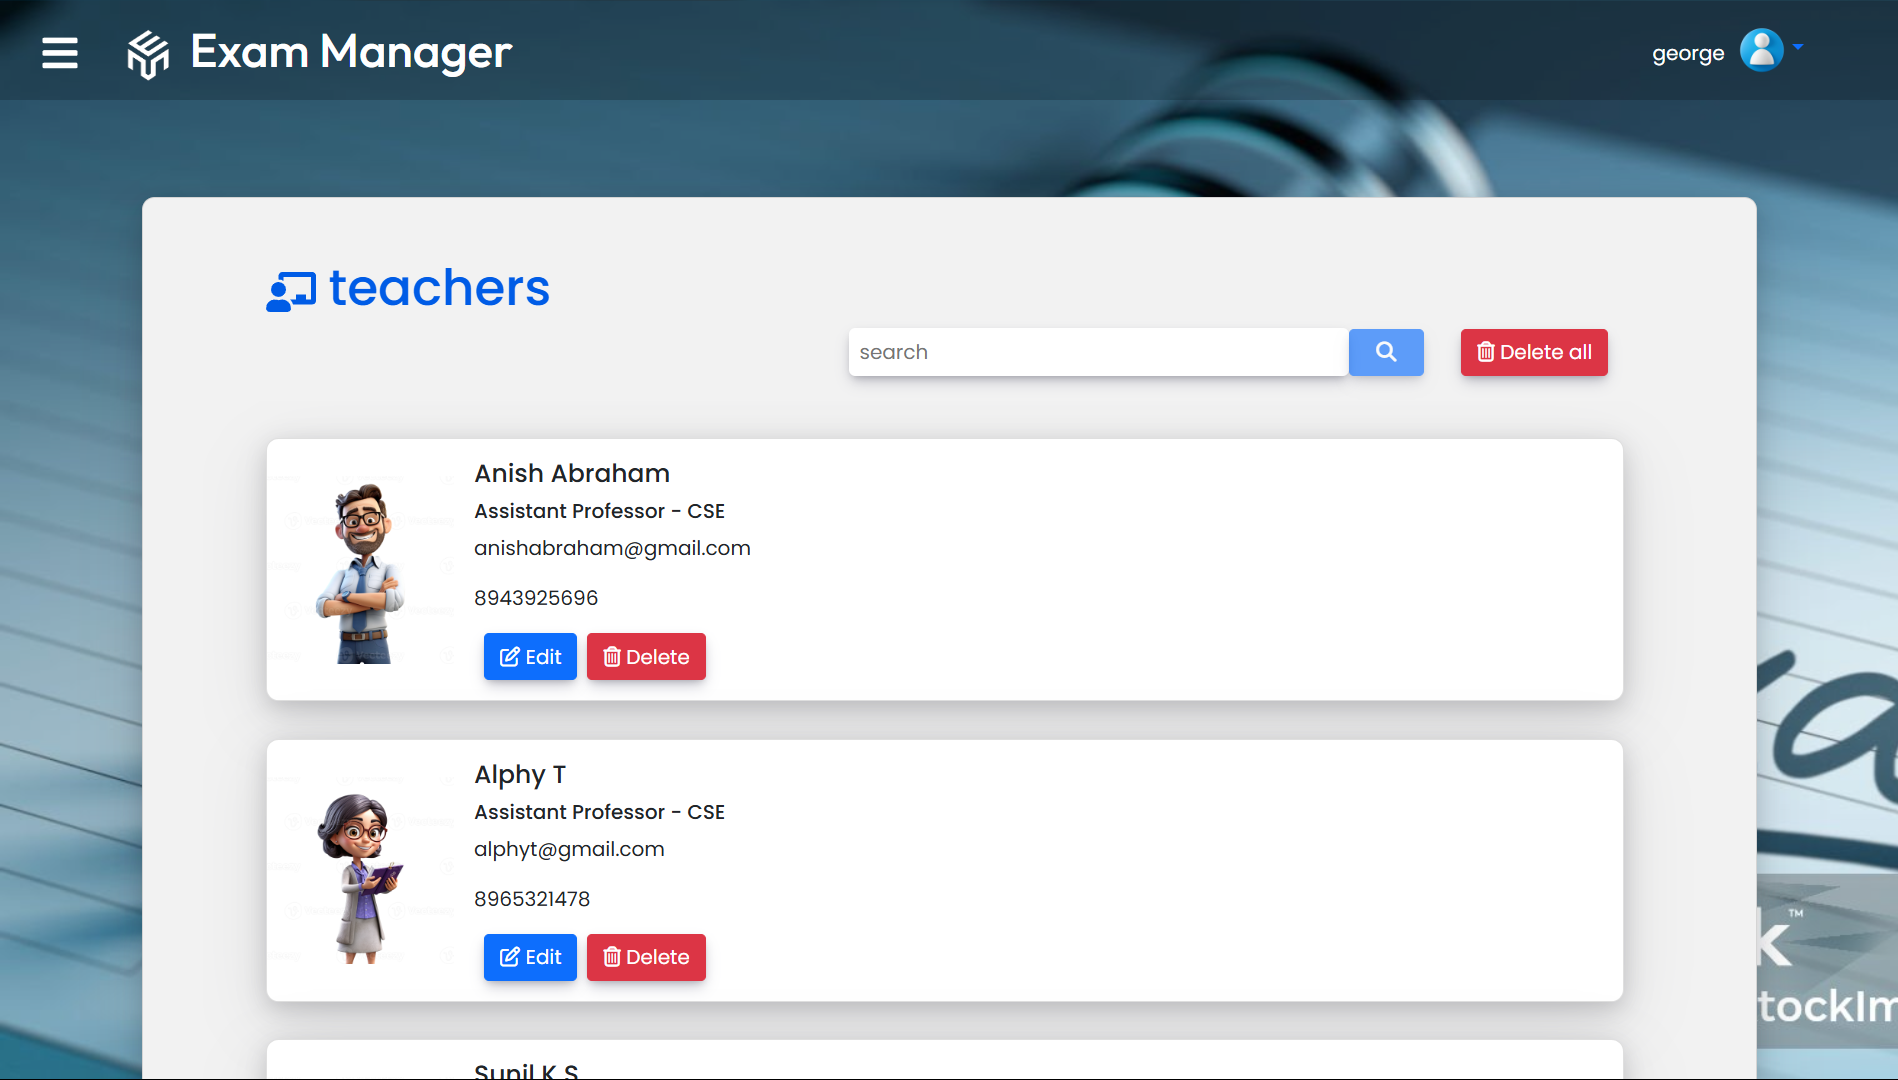 Exam Manager
george
teachers
search
Delete all
Anish Abraham
Assistant Professor - CSE
anishabraham@gmail.com
8943925696
Edit Delete
Alphy T
Assistant Professor - CSE
alphyt@gmail.com
8965321478
Edit Delete
k™
tockIm
Sunil K S